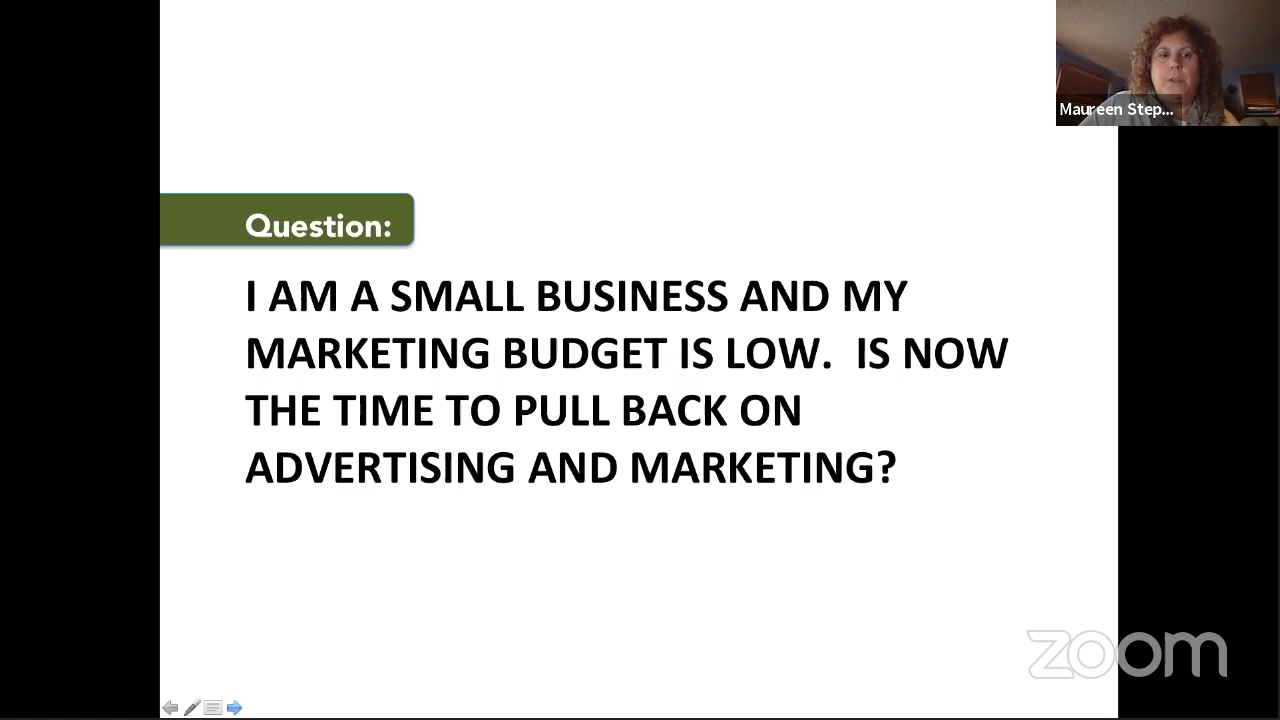 Maureen Step...
Question:
I AM A SMALL BUSINESS AND MY
MARKETING BUDGET IS LOW.  IS NOW
THE TIME TO PULL BACK ON
ADVERTISING AND MARKETING?
zoom